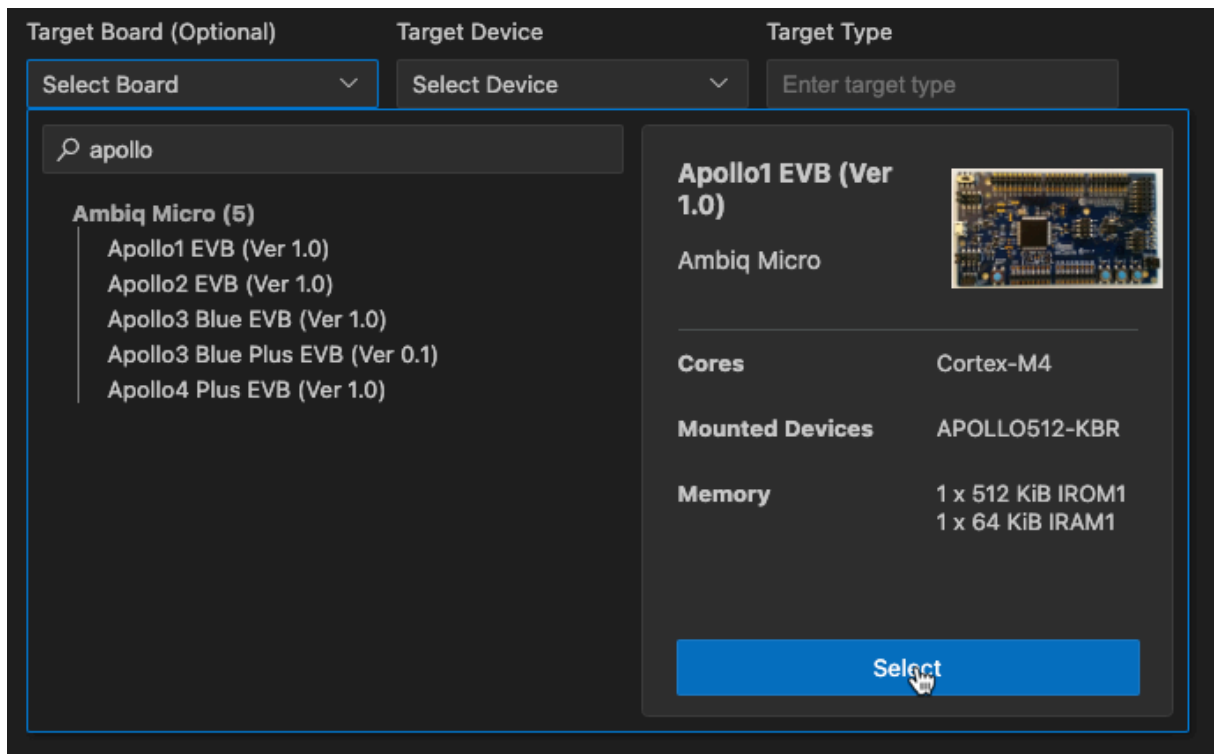 Target Board (Optional)
Target Device
Target Type
Select Board
Select Device
Enter target type
apollo
Ambiq Micro (5)
Apollo1 EVB (Ver 1.0)
Apollo2 EVB (Ver 1.0)
Apollo3 Blue EVB (Ver 1.0)
Apollo3 Blue Plus EVB (Ver 0.1)
Apollo4 Plus EVB (Ver 1.0)
Apollo1 EVB (Ver
1.0)
Ambiq Micro
Cores
Cortex-M4
Mounted Devices
APOLLO512-KBR
Memory
1 x 512 KiB IROM1
1 x 64 KiB IRAM1
Select